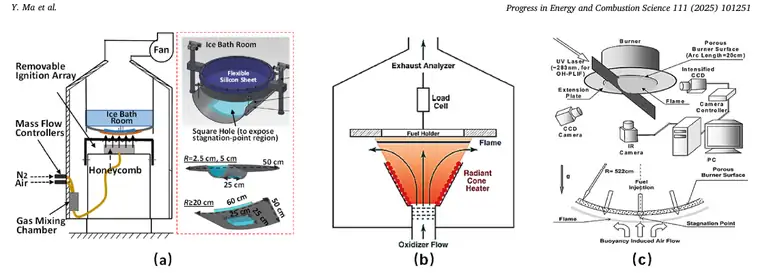 Y. Ma et al.
Progress in Energy and Combustion Science 111 (2025) 101251
Fan
Removable
Ignition Array
Ice Bath
Room
Mass Flow
Controllers
N2
Air
Honeycomb
Gas Mixing
Chamber
Ice Bath Room
Flexible
Silicon Sheet
Square Hole (to expose
stagnation-point region)
R=2.5 cm, 5 cm
50 cm
25 cm
R≥20 cm
60 cm
25 cm
25 cm
50 cm
(a)
Exhaust Analyzer
Load
Cell
Fuel Holder
Flame
Radiant
Cone
Heater
Oxidizer Flow
(b)
Burner
Porous
Burner Surface
(Arc Length=20cm)
UV Laser
(~283nm, for
OH-PLIF)
Intensified
CCD
Extension
Plate
Flame
Camera
Controller
CCD
Camera
IR
Camera
PC
g
R= 522cm
Fuel
Injection
Porous
Burner Surface
Flame
Stagnation Point
Buoyancy Induced Air Flow
(c)